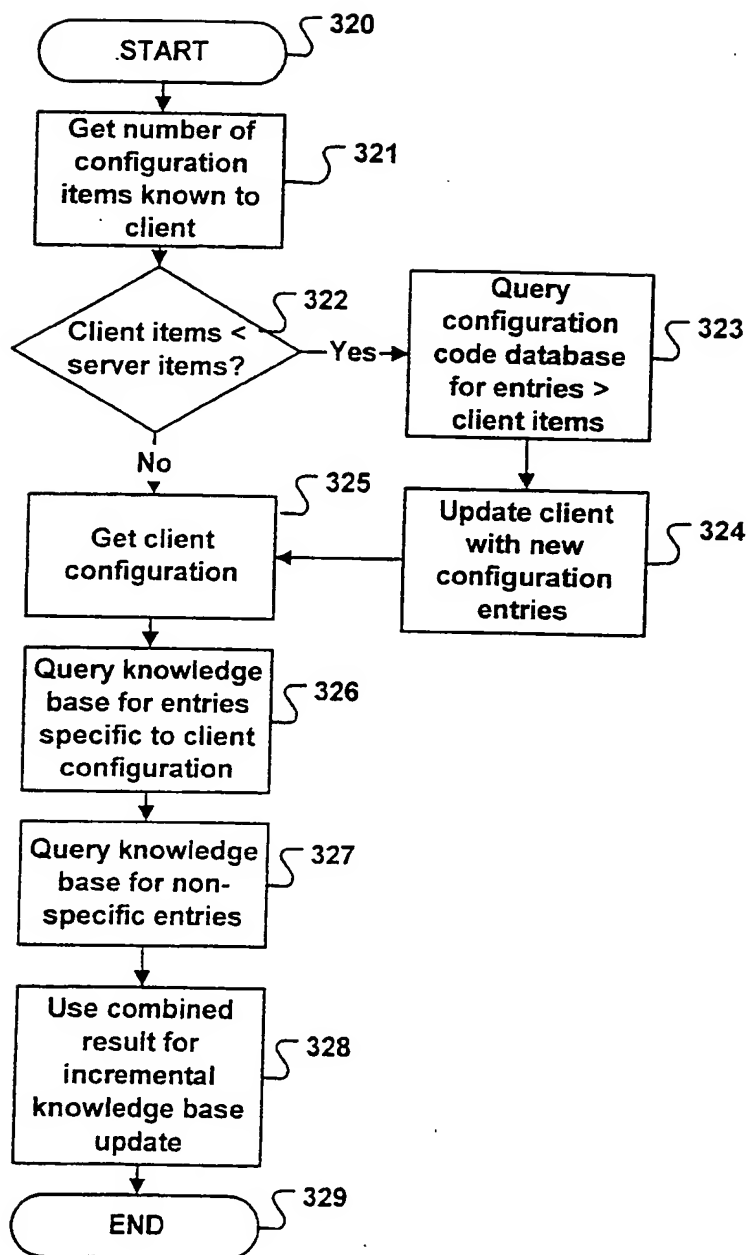 .START
320
Get number of
configuration
items known to
client
321
Client items <
server items?
322
Yes
Query
configuration
code database
for entries >
client items
323
No
Update client
with new
configuration
entries
324
Get client
configuration
325
Query knowledge
base for entries
specific to client
configuration
326
Query knowledge
base for non-
specific entries
327
Use combined
result for
incremental
knowledge base
update
328
END
329